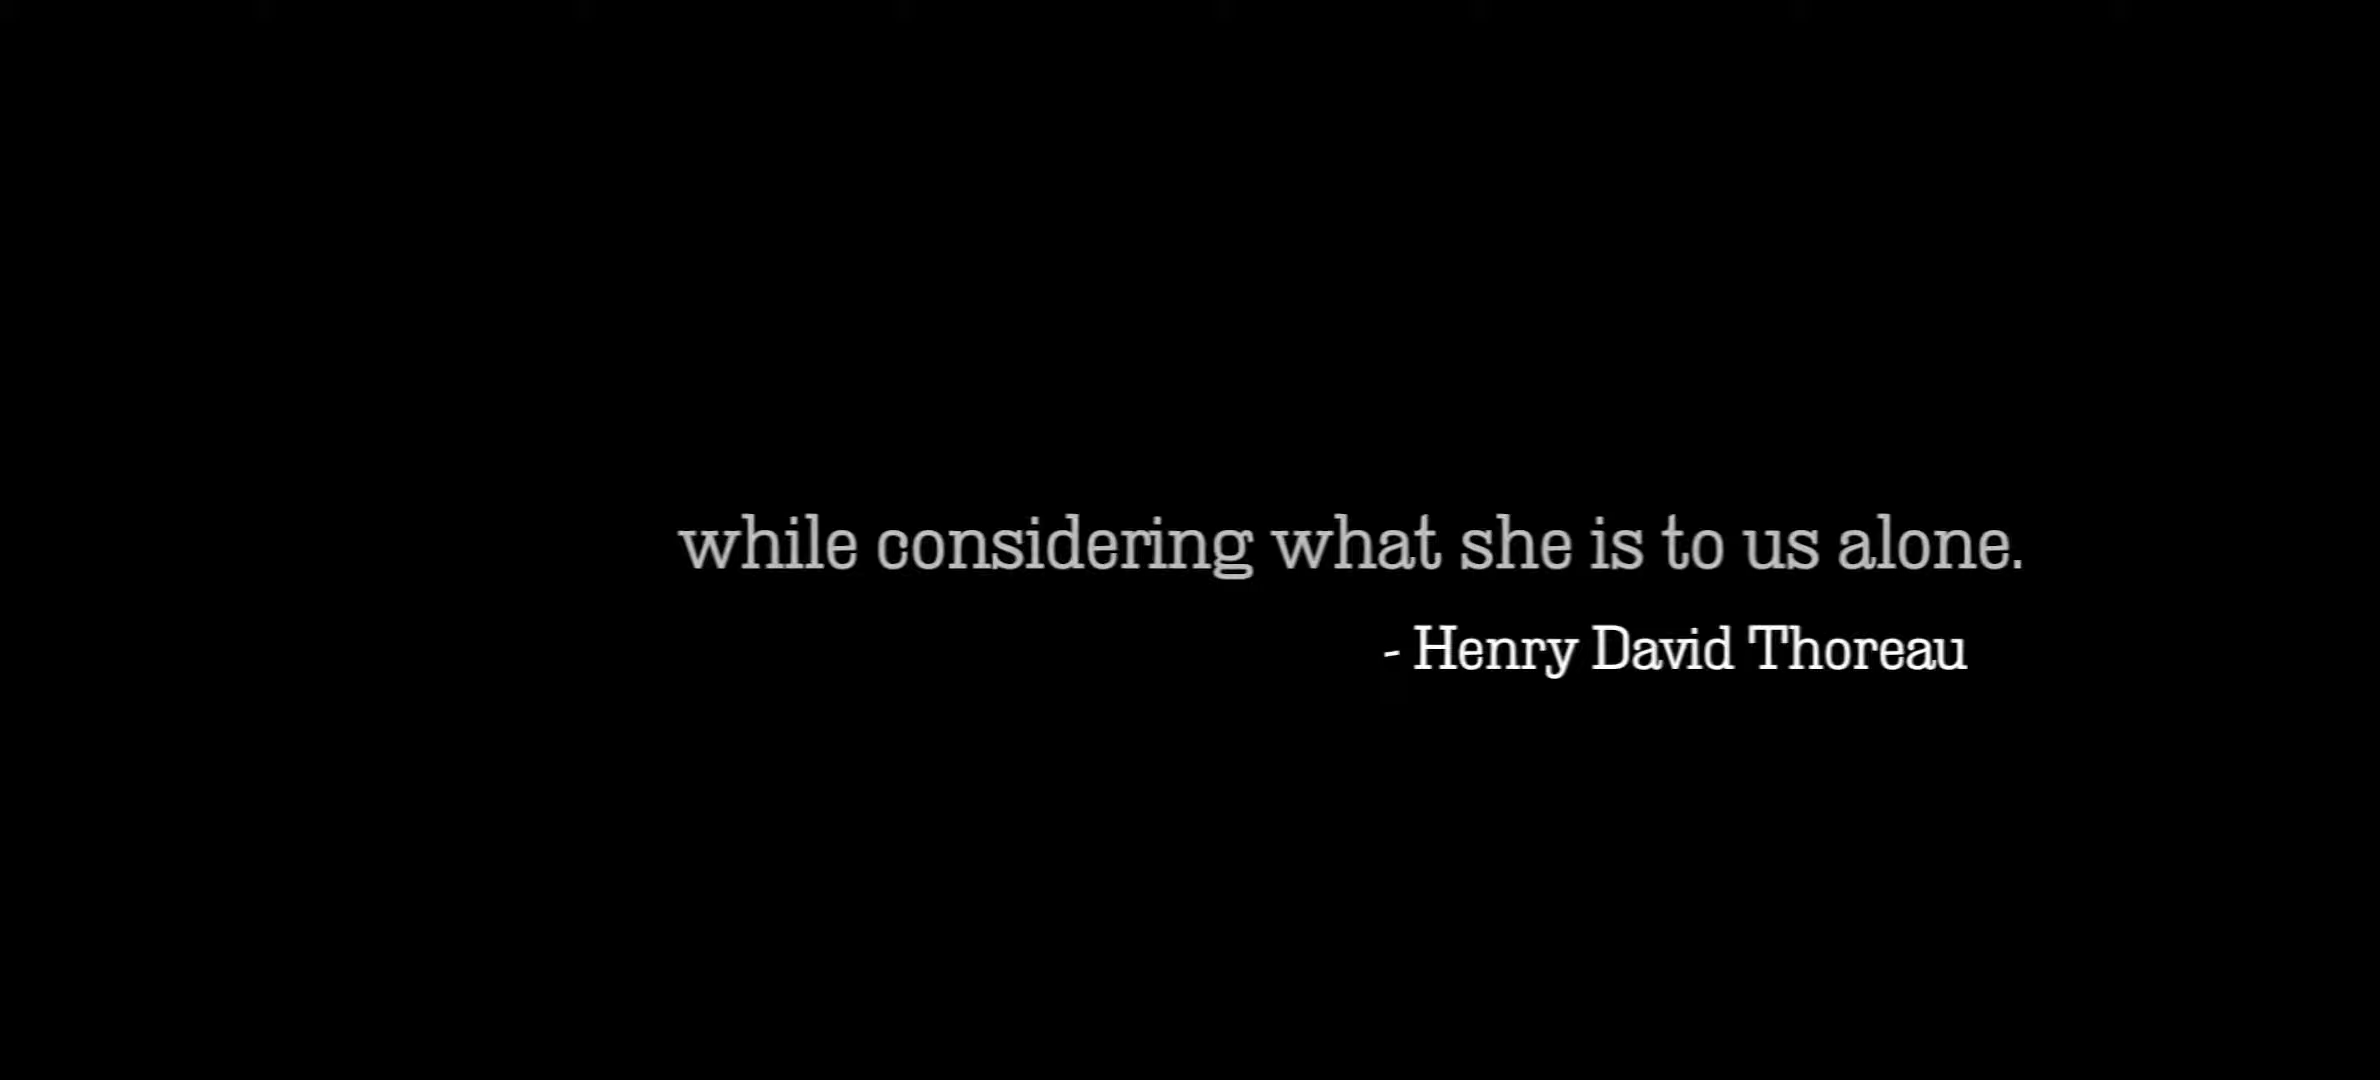 while considering what she is to us alone.
- Henry David Thoreau